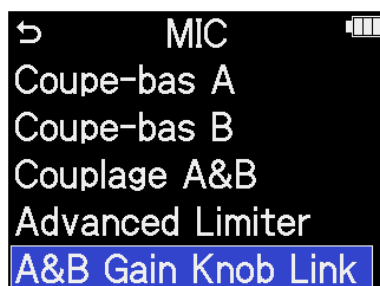 MIC
Coupe-bas A
Coupe-bas B
Couplage A&B
Advanced Limiter
A&B Gain Knob Link